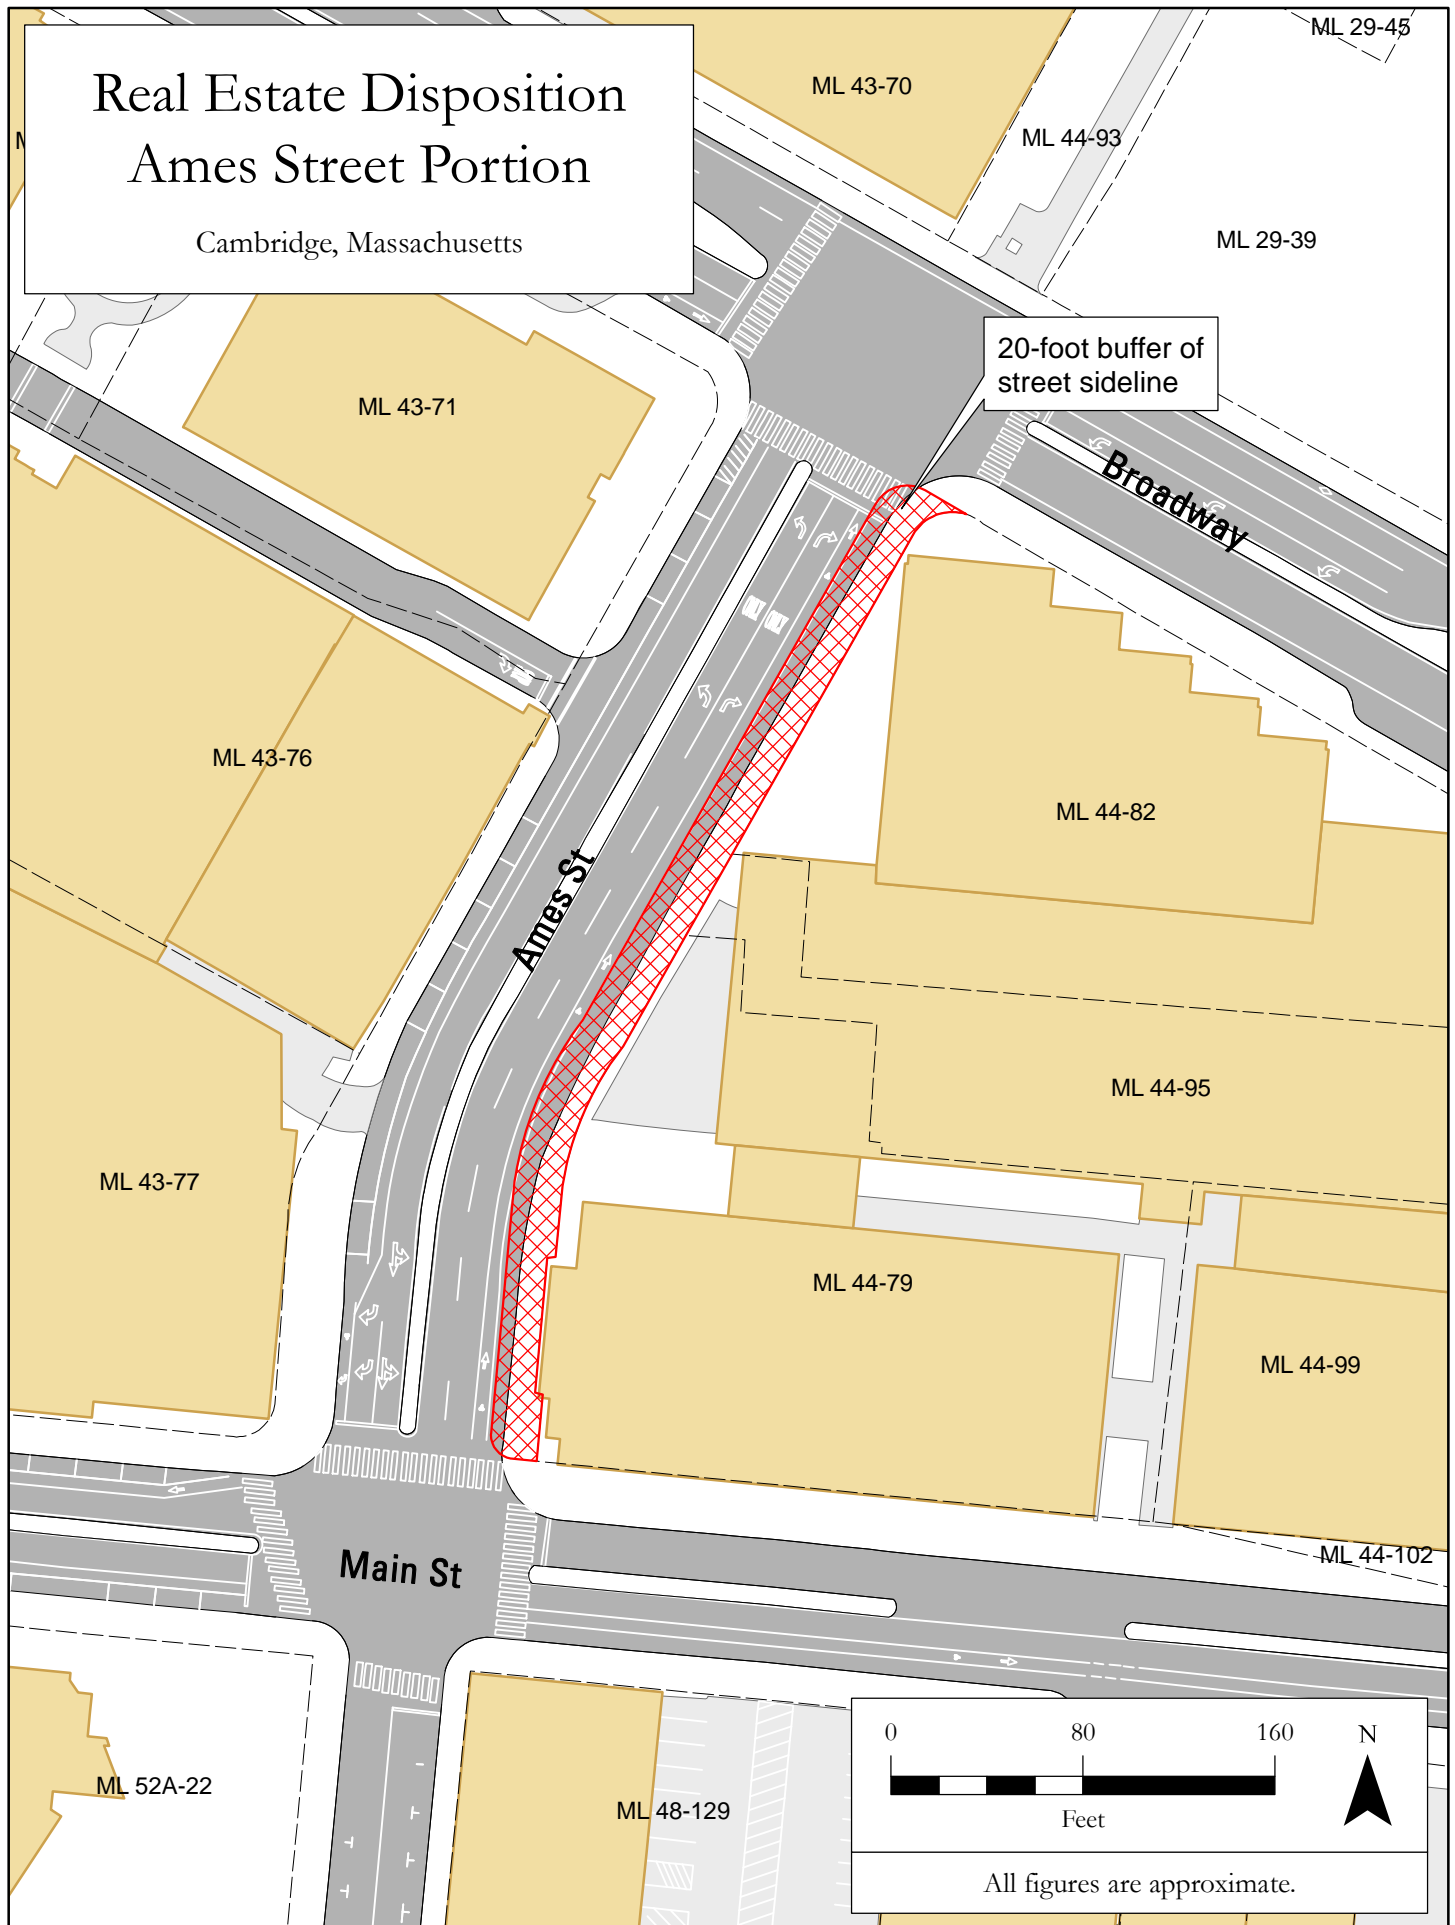 Real Estate Disposition
Ames Street Portion
Cambridge, Massachusetts
ML 29-45
ML 43-70
ML 44-93
ML 29-39
20-foot buffer of
street sideline
ML 43-71
Broadway
ML 43-76
ML 44-82
Ames St
ML 44-95
ML 43-77
ML 44-79
ML 44-99
ML 44-102
Main St
ML 52A-22
ML 48-129
0 80 160
N
Feet
All figures are approximate.